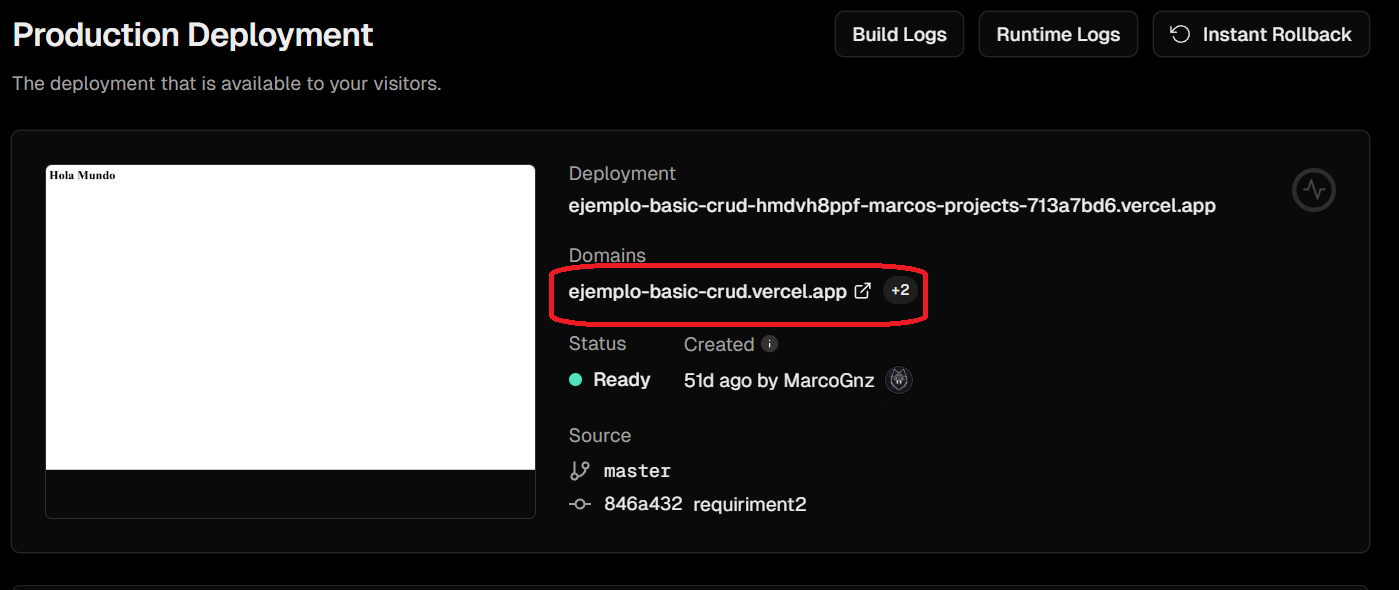 Production Deployment
Build Logs
Runtime Logs
Instant Rollback
The deployment that is available to your visitors.
Hola Mundo
Deployment
ejemplo-basic-crud-hmdvh8ppf-marcos-projects-713a7bd6.vercel.app
Domains
ejemplo-basic-crud.vercel.app +2
Status
Created
Ready
51d ago by MarcoGnz
Source
master
846a432 requiriment2